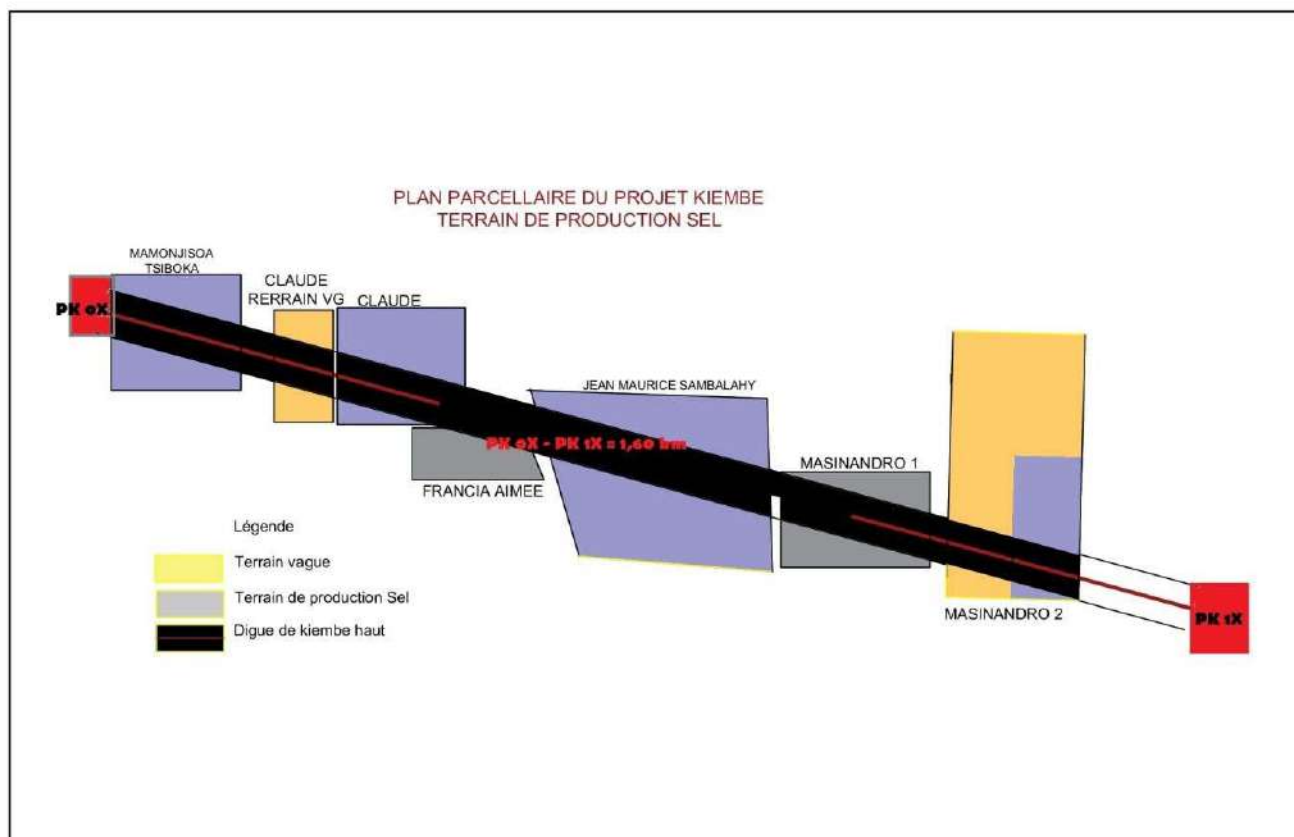 PLAN PARCELLAIRE DU PROJET KIEMBE
TERRAIN DE PRODUCTION SEL
MAMONJISOA
TSIBOKA
CLAUDE
RERRAIN VG
CLAUDE
PK 0X
JEAN MAURICE SAMBALAHY
PK 0X - PK 1X = 1,60 km
MASINANDRO 1
FRANCIA AIMEE
Légende
Terrain vague
Terrain de production Sel
Digue de kiembe haut
MASINANDRO 2
PK 1X